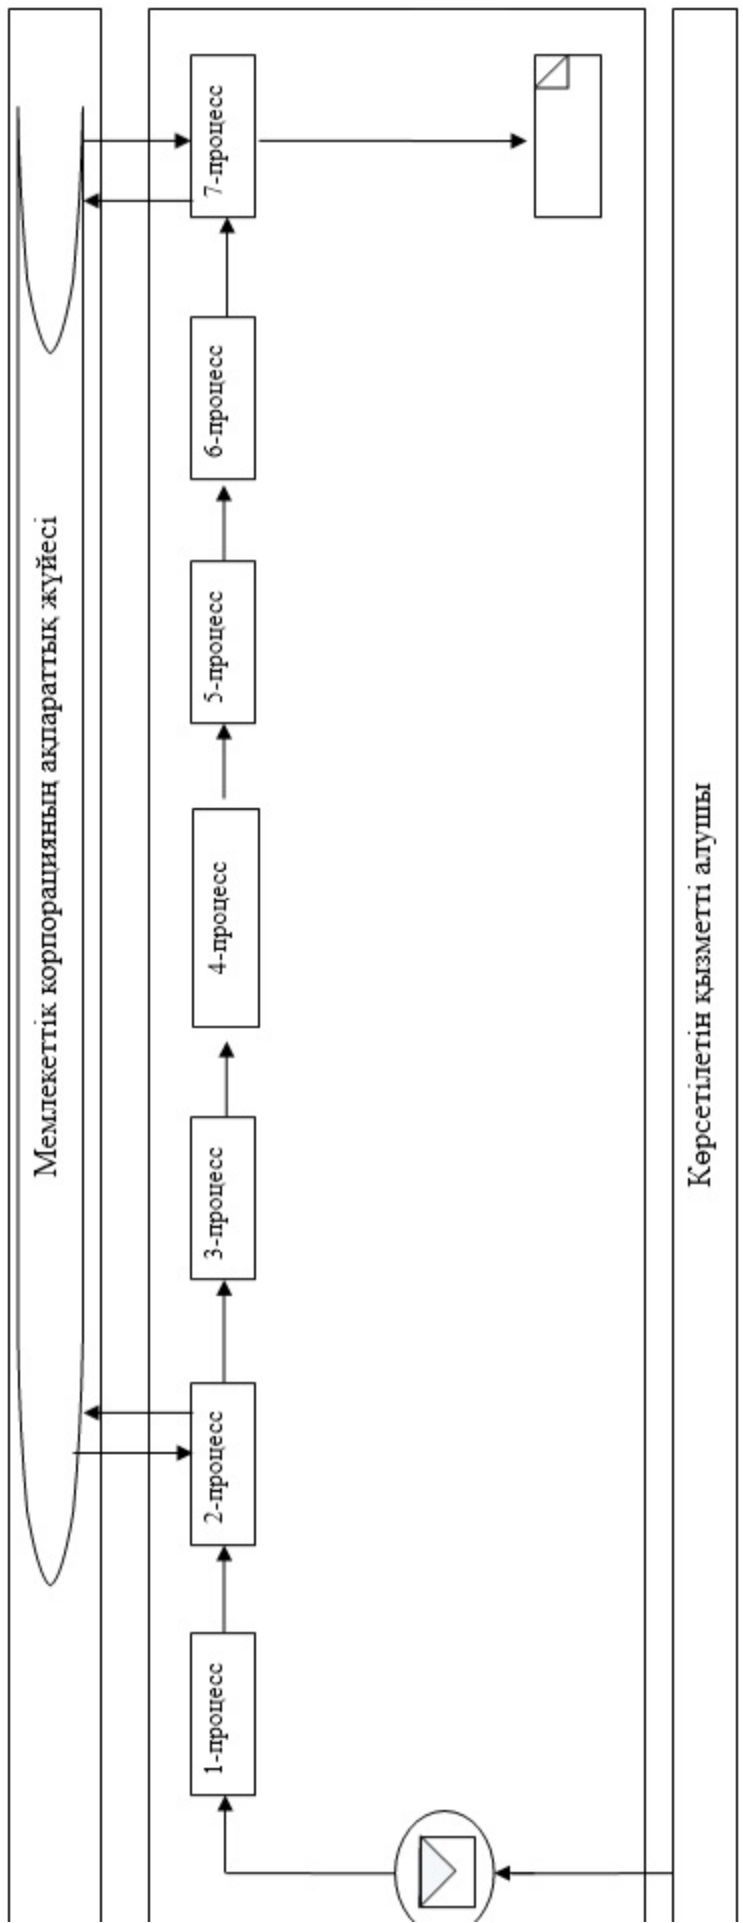 Мемлекеттік корпорацияның ақпараттық жүйесі
1-процесс
2-процесс
3-процесс
4-процесс
5-процесс
6-процесс
7-процесс
Көрсетілетін қызметті алушы